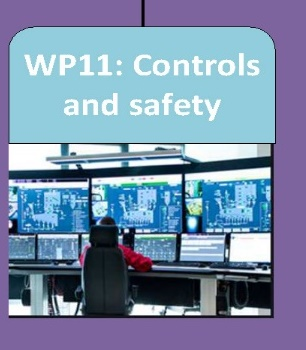 WP11: Controls
and safety